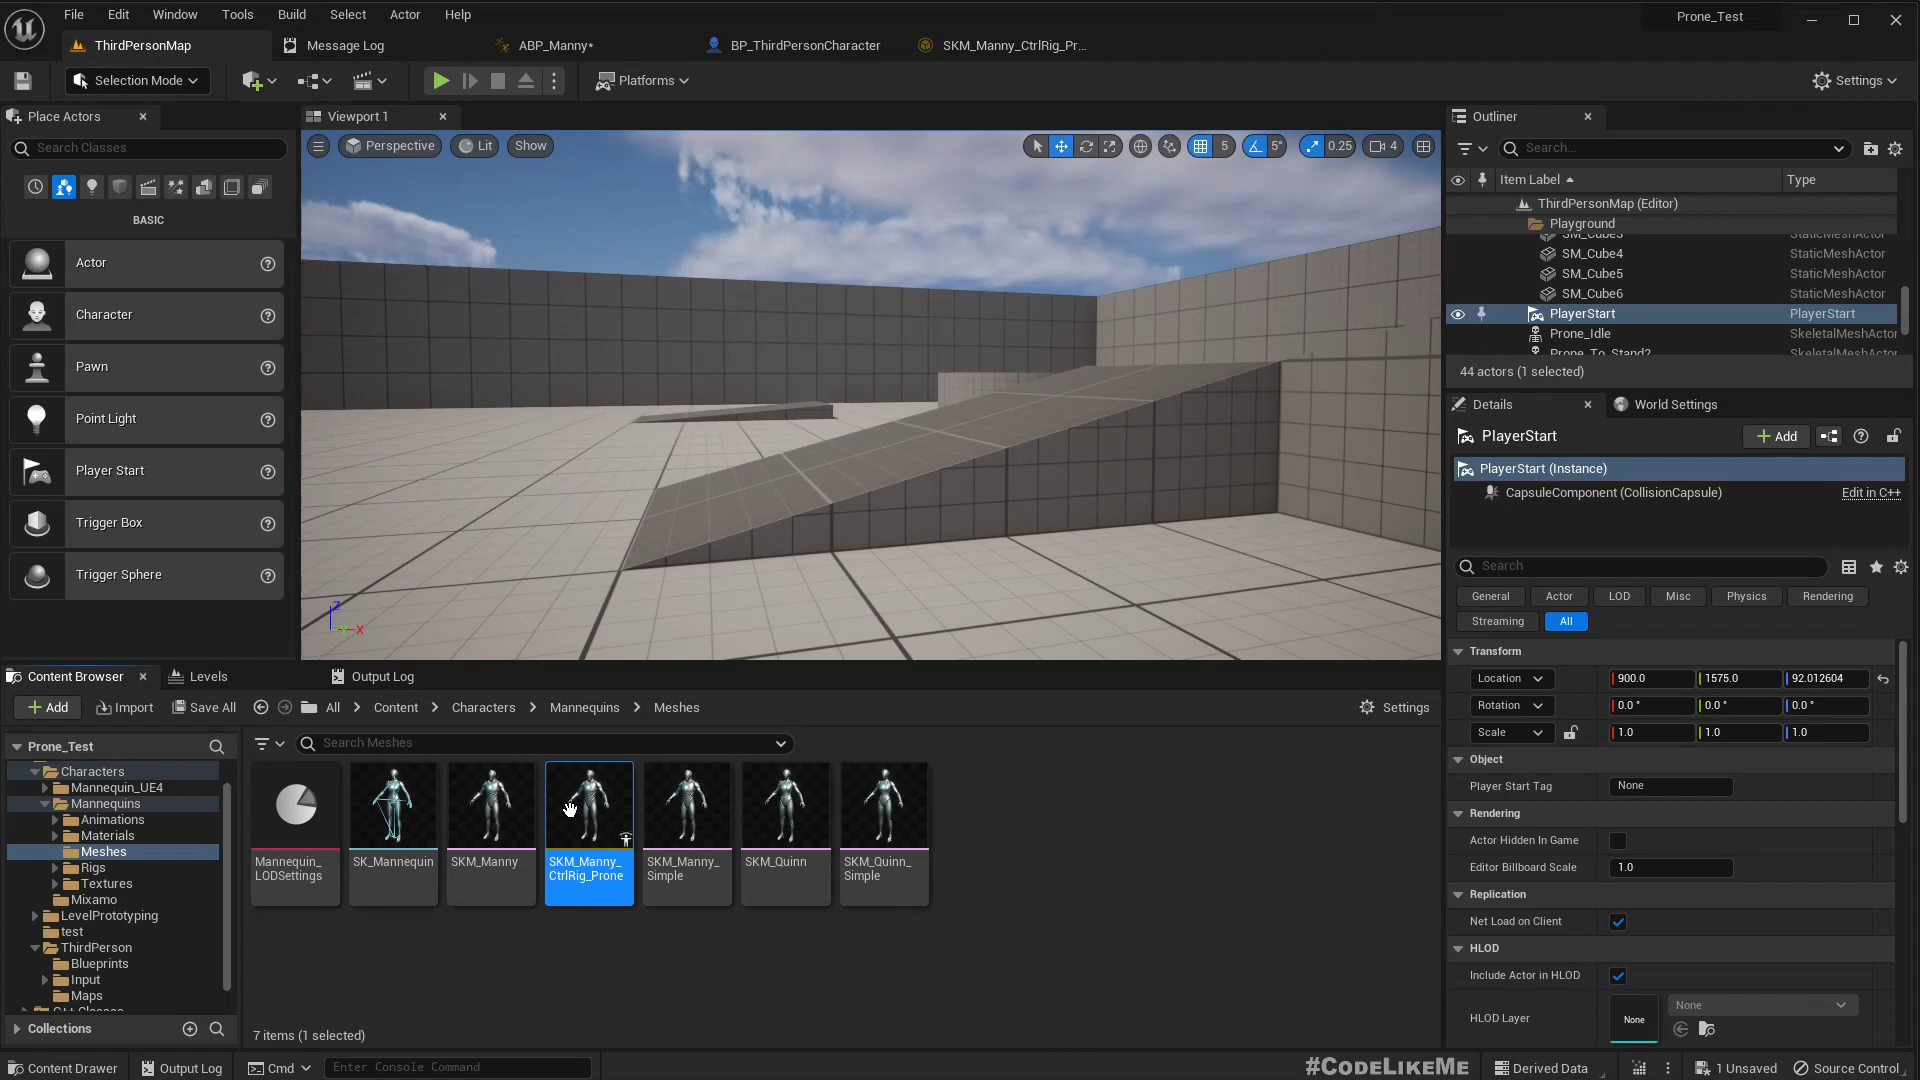 File Edit Window Tools Build Select Actor Help
Prone_Test
ThirdPersonMap
Message Log
ABP_Manny*
BP_ThirdPersonCharacter
SKM_Manny_CtrlRig_Pr...
Selection Mode
Platforms
Settings
Place Actors
Search Classes
BASIC
Actor
Character
Pawn
Point Light
Player Start
Trigger Box
Trigger Sphere
Viewport 1
Perspective
Lit
Show
5
5°
0.25
4
Z
X
Outliner
Search...
Item Label
Type
ThirdPersonMap (Editor)
Playground
SM_Cube3 StaticMeshActor
SM_Cube4 StaticMeshActor
SM_Cube5 StaticMeshActor
SM_Cube6 StaticMeshActor
PlayerStart PlayerStart
Prone_Idle SkeletalMeshActor
Prone_To_Stand2 SkeletalMeshActor
44 actors (1 selected)
Details
World Settings
PlayerStart
Add
PlayerStart (Instance)
CapsuleComponent (CollisionCapsule)
Edit in C++
Search
General Actor LOD Misc Physics Rendering
Streaming All
Transform
Location 900.0 1575.0 92.012604
Rotation 0.0 ° 0.0 ° 0.0 °
Scale 1.0 1.0 1.0
Object
Player Start Tag None
Rendering
Actor Hidden In Game
Editor Billboard Scale 1.0
Replication
Net Load on Client
HLOD
Include Actor in HLOD
HLOD Layer None None
Content Browser
Levels
Output Log
Add
Import
Save All
All Content Characters Mannequins Meshes
Settings
Prone_Test
Characters
Mannequin_UE4
Mannequins
Animations
Materials
Meshes
Rigs
Textures
Mixamo
LevelPrototyping
test
ThirdPerson
Blueprints
Input
Maps
C++ Classes
Collections
Search Meshes
Mannequin_
LODSettings
SK_Mannequin
SKM_Manny
SKM_Manny_
CtrlRig_Prone
SKM_Manny_
Simple
SKM_Quinn
SKM_Quinn_
Simple
7 items (1 selected)
Content Drawer
Output Log
Cmd
Enter Console Command
#CodeLikeMe
Derived Data
1 Unsaved
Source Control